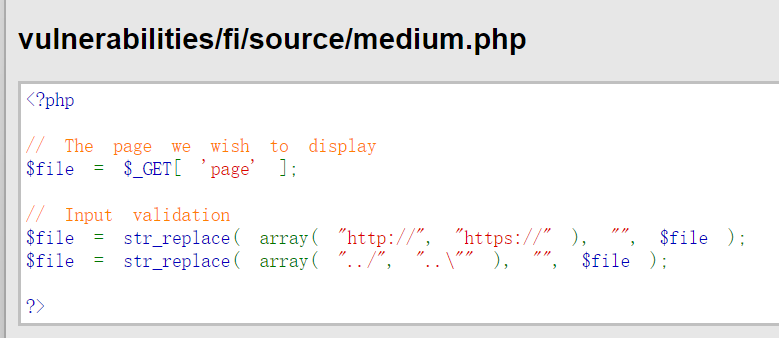 vulnerabilities/fi/source/medium.php
<?php
// The page we wish to display
$file = $_GET[ 'page' ];
// Input validation
$file = str_replace( array( "http://", "https://" ), "", $file );
$file = str_replace( array( "../", "..\"" ), "", $file );
?>